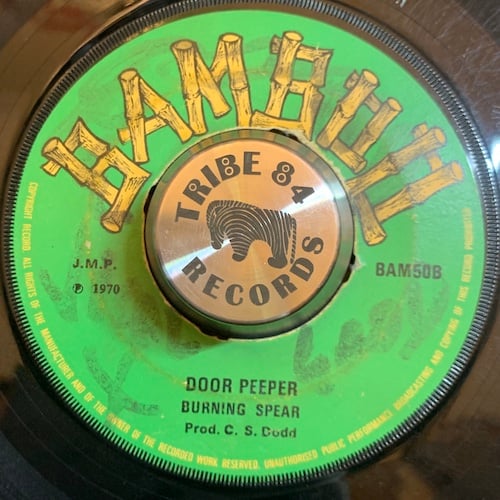 BAMBOO
TRIBE 84
RECORDS
J.M.P.
℗ 1970
BAM50B
DOOR PEEPER
BURNING SPEAR
Prod. C. S. Dodd
COPYRIGHT RECORD ALL RIGHTS OF THE MANUFACTURER AND OF THE OWNER OF THE RECORDED WORK RESERVED. UNAUTHORISED PUBLIC PERFORMANCE BROADCASTING AND COPYING OF THIS RECORD PROHIBITED